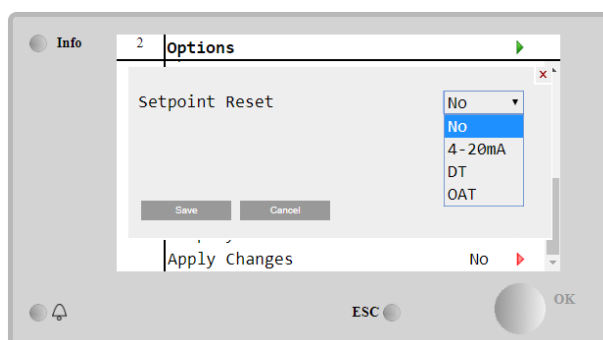 Info
2 Options
x
Setpoint Reset No
No
4-20mA
DT
OAT
Save Cancel
Apply Changes No
ESC
OK